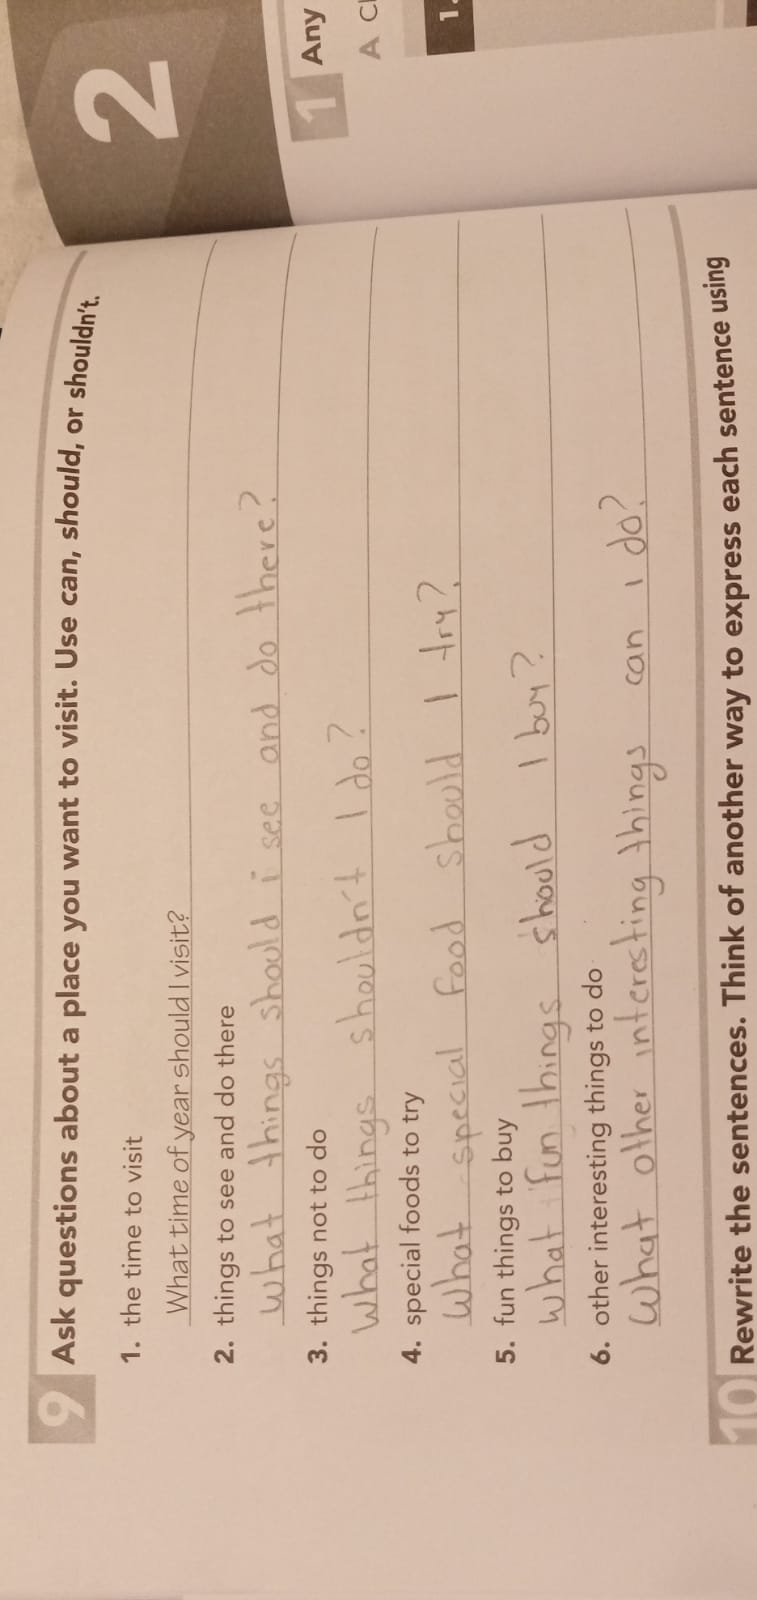 9 Ask questions about a place you want to visit. Use can, should, or shouldn't.
1. the time to visit
What time of year should I visit?
2. things to see and do there
What things should i see and do there?
3. things not to do
What things shouldn't I do?
4. special foods to try
What special food should I try?
5. fun things to buy
What fun things should I buy?
6. other interesting things to do
What other interesting things can I do?
10 Rewrite the sentences. Think of another way to express each sentence using
2
1 Any
A
1.